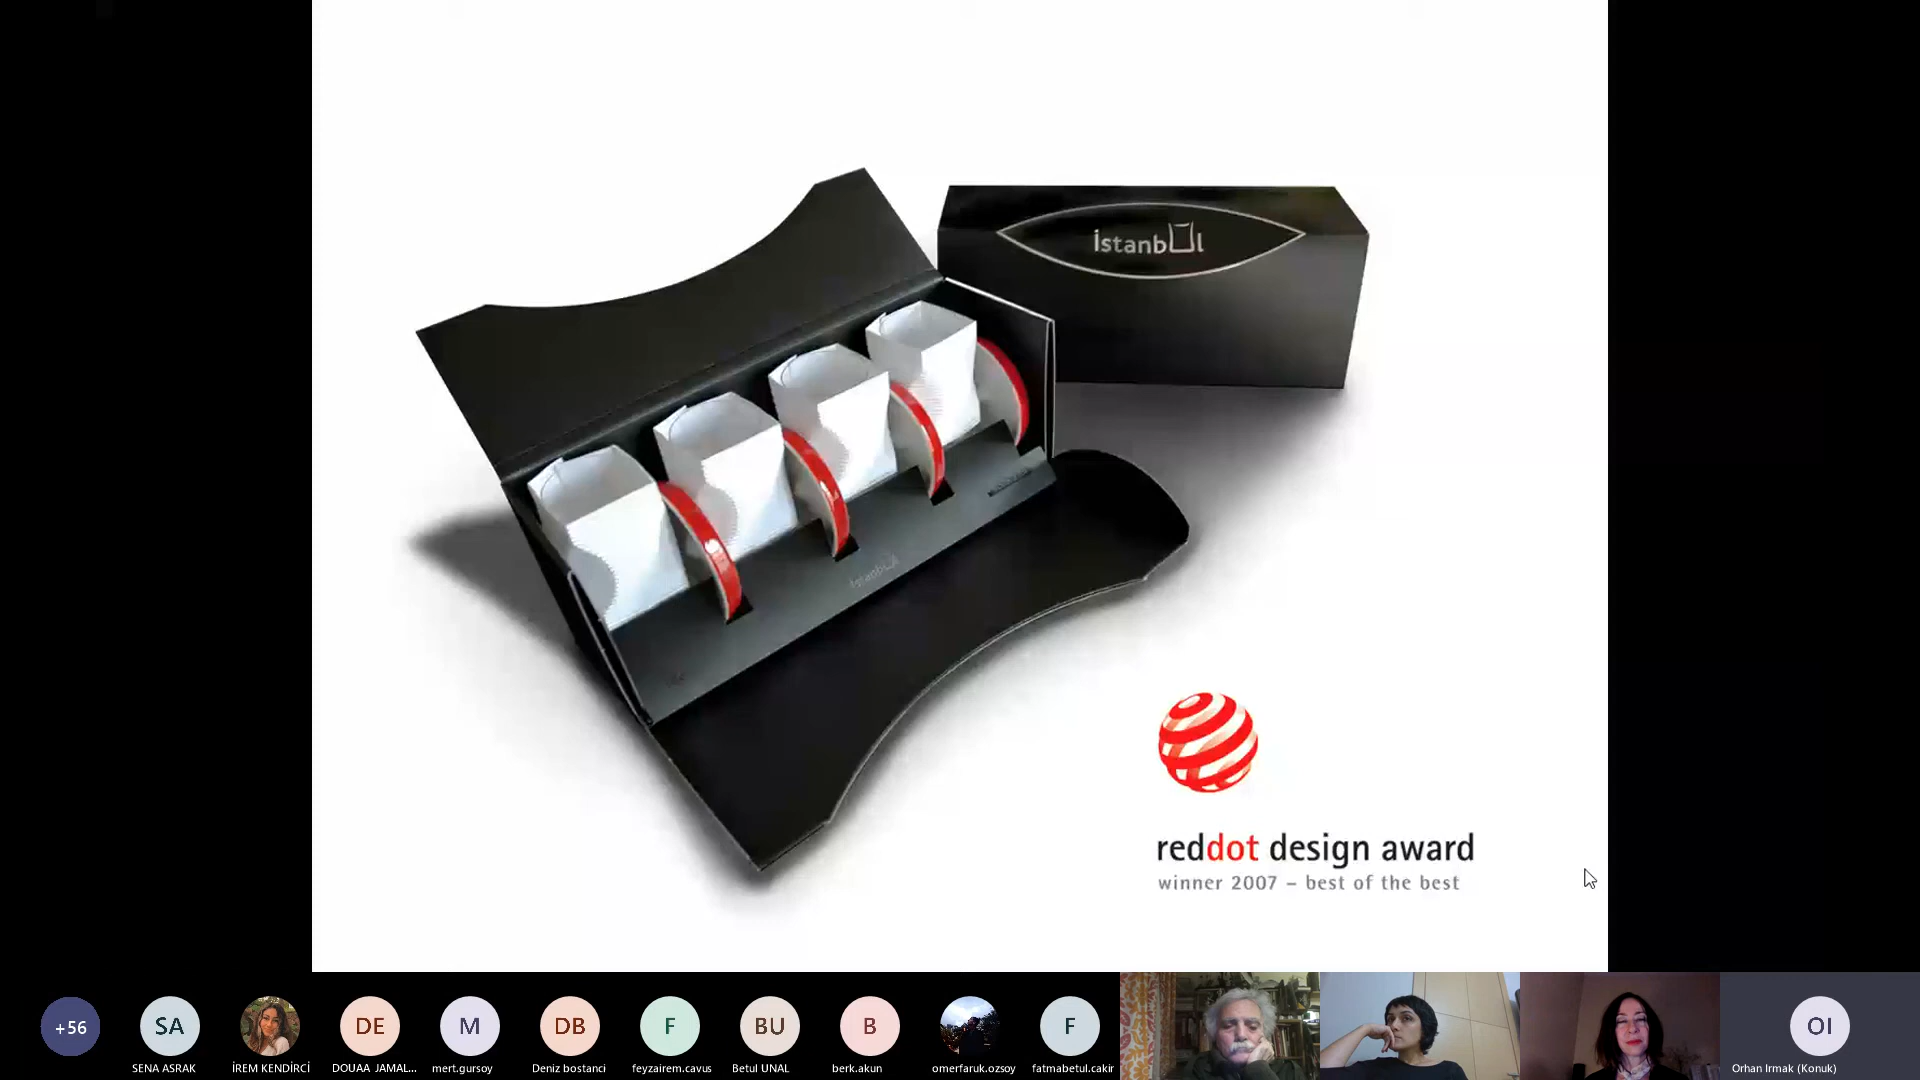 istanbul
istanbul
reddot design award
winner 2007 – best of the best
+56
SA
DE
M
DB
F
BU
B
F
OI
SENA ASRAK
İREM KENDİRCİ
DOUAA JAMAL...
mert.gursoy
Deniz bostanci
feyzairem.cavus
Betul UNAL
berk.akun
omerfaruk.ozsoy
fatmabetul.cakir
Orhan Irmak (Konuk)